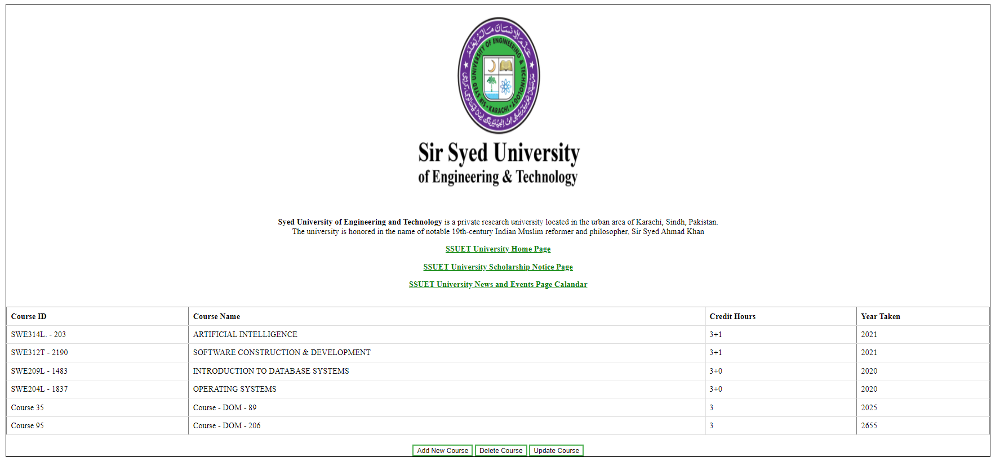 علم الانسان مالم يعلم
SIR SYED UNIVERSITY OF ENGINEERING & TECHNOLOGY
KARACHI
Sir Syed University
of Engineering & Technology
Syed University of Engineering and Technology is a private research university located in the urban area of Karachi, Sindh, Pakistan.
The university is honored in the name of notable 19th-century Indian Muslim reformer and philosopher, Sir Syed Ahmad Khan
SSUET University Home Page
SSUET University Scholarship Notice Page
SSUET University News and Events Page Calandar
Course ID Course Name Credit Hours Year Taken
SWE314L. - 203 ARTIFICIAL INTELLIGENCE 3+1 2021
SWE312T - 2190 SOFTWARE CONSTRUCTION & DEVELOPMENT 3+1 2021
SWE209L - 1483 INTRODUCTION TO DATABASE SYSTEMS 3+0 2020
SWE204L - 1837 OPERATING SYSTEMS 3+0 2020
Course 35 Course - DOM - 89 3 2025
Course 95 Course - DOM - 206 3 2655
Add New Course Delete Course Update Course